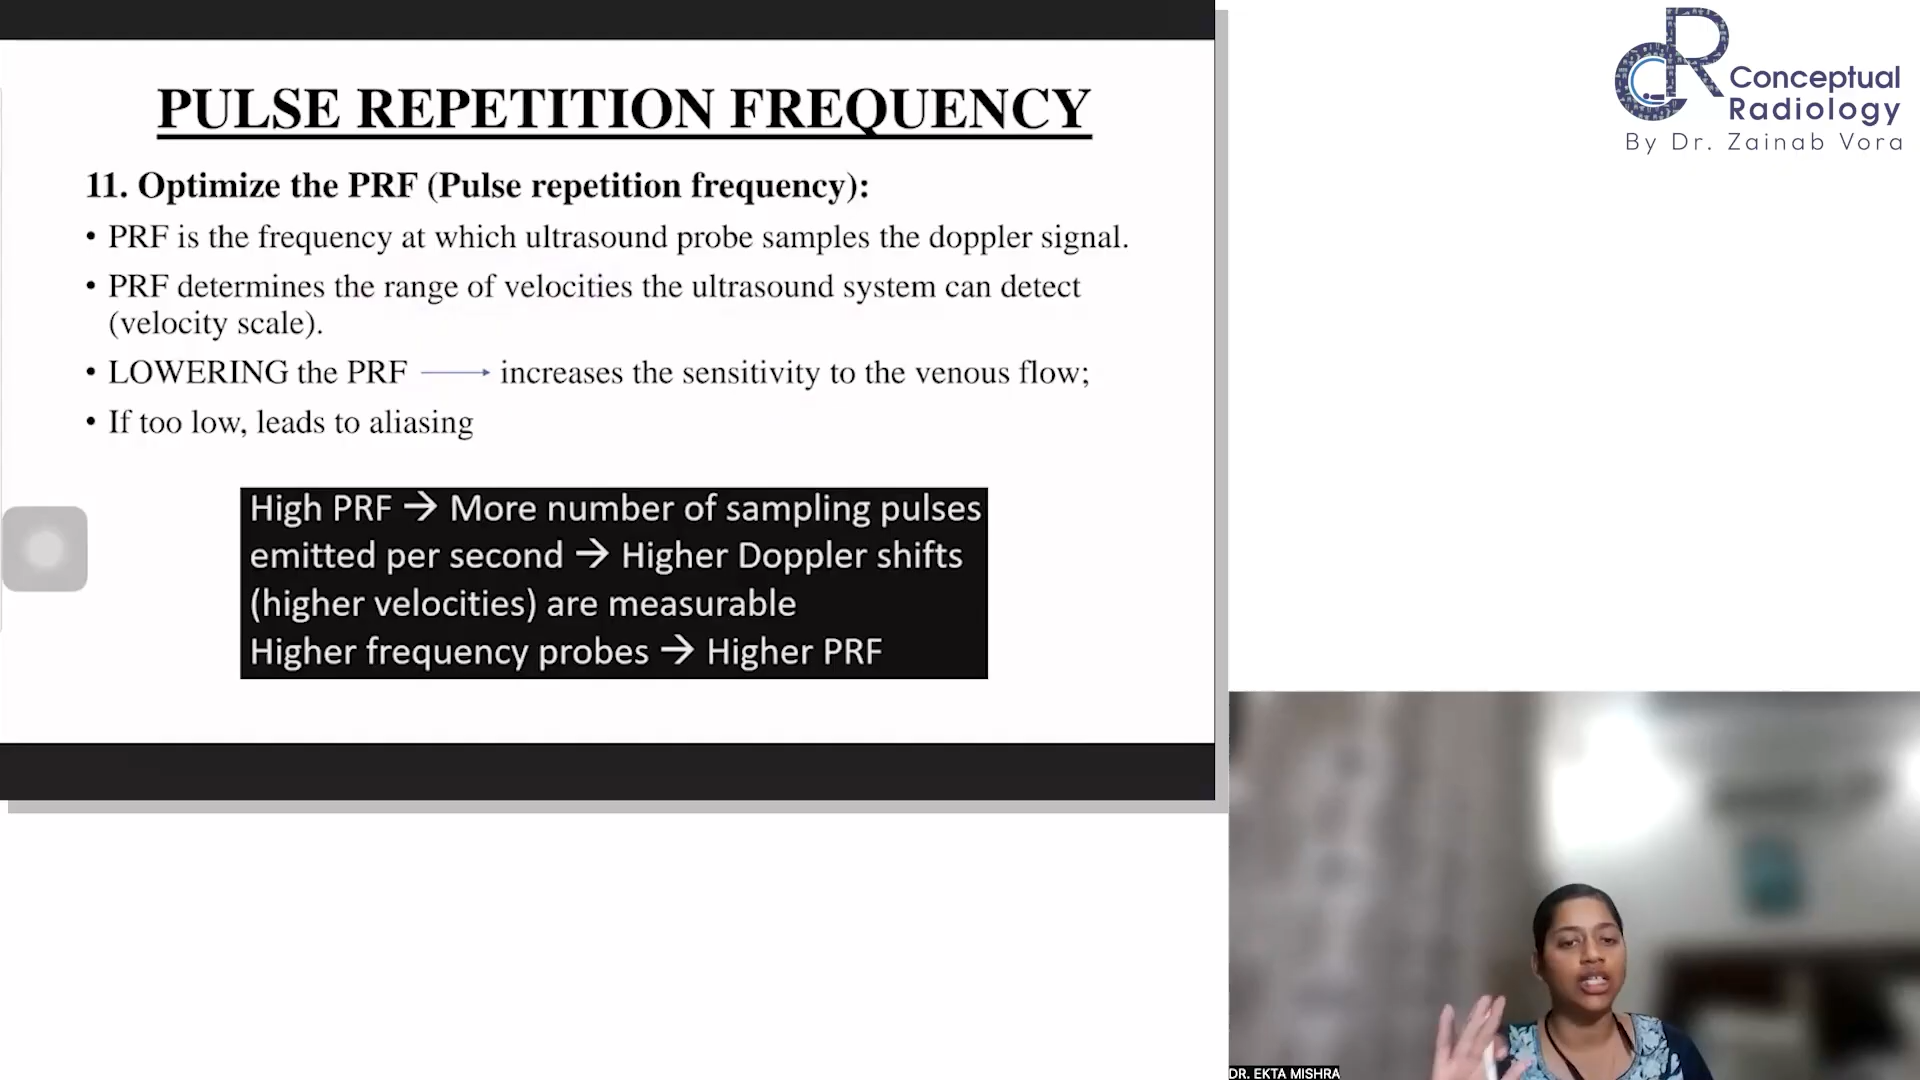 PULSE REPETITION FREQUENCY
11. Optimize the PRF (Pulse repetition frequency):
• PRF is the frequency at which ultrasound probe samples the doppler signal.
• PRF determines the range of velocities the ultrasound system can detect
(velocity scale).
• LOWERING the PRF → increases the sensitivity to the venous flow;
• If too low, leads to aliasing
High PRF → More number of sampling pulses
emitted per second → Higher Doppler shifts
(higher velocities) are measurable
Higher frequency probes → Higher PRF
CR Conceptual
Radiology
By Dr. Zainab Vora
DR. EKTA MISHRA